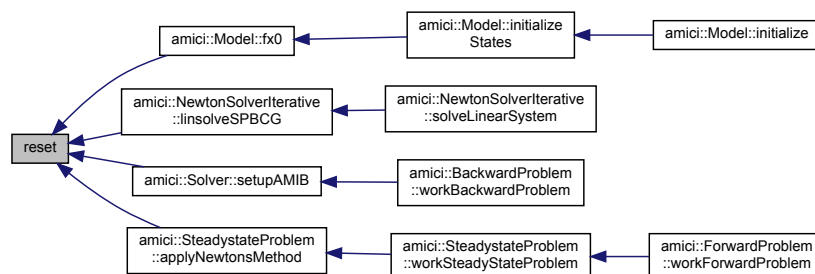 reset
amici::Model::fx0
amici::Model::initialize
States
amici::Model::initialize
amici::NewtonSolverIterative
::linsolveSPBCG
amici::NewtonSolverIterative
::solveLinearSystem
amici::Solver::setupAMIB
amici::BackwardProblem
::workBackwardProblem
amici::SteadystateProblem
::applyNewtonsMethod
amici::SteadystateProblem
::workSteadyStateProblem
amici::ForwardProblem
::workForwardProblem